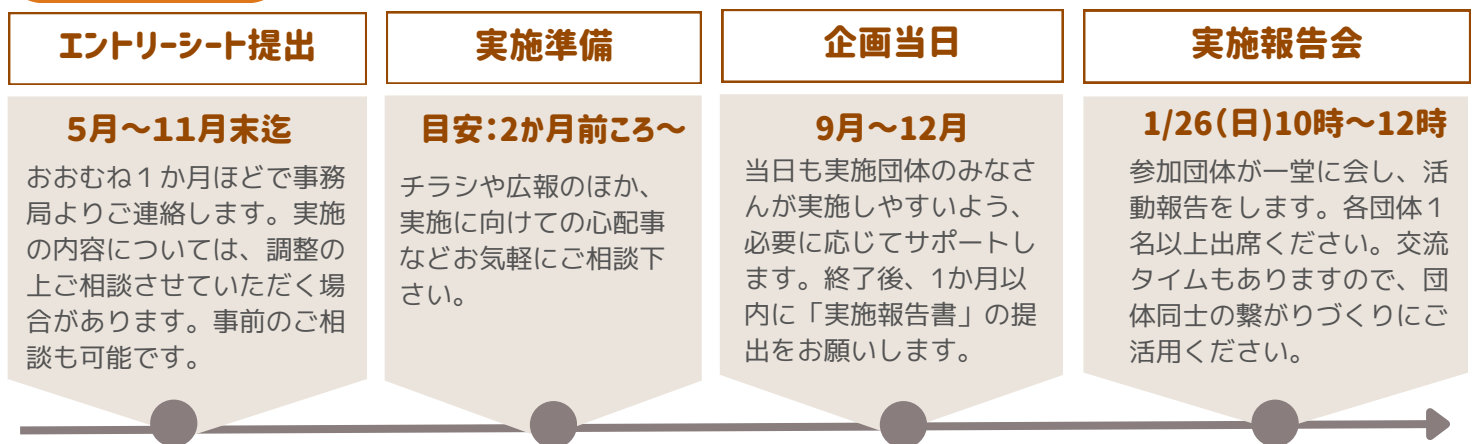 エントリーシート提出
5月～11月末迄
おおむね１か月ほどで事務
局よりご連絡します。実施
の内容については、調整の
上ご相談させていただく場
合があります。事前のご相
談も可能です。
実施準備
目安：2か月前ころ～
チラシや広報のほか、
実施に向けての心配事
などお気軽にご相談下
さい。
企画当日
9月～12月
当日も実施団体のみなさ
んが実施しやすいよう、
必要に応じてサポートし
ます。終了後、1か月以
内に「実施報告書」の提
出をお願いします。
実施報告会
1/26(日)10時～12時
参加団体が一堂に会し、活
動報告をします。各団体１
名以上出席ください。交流
タイムもありますので、団
体同士の繋がりづくりにご
活用ください。